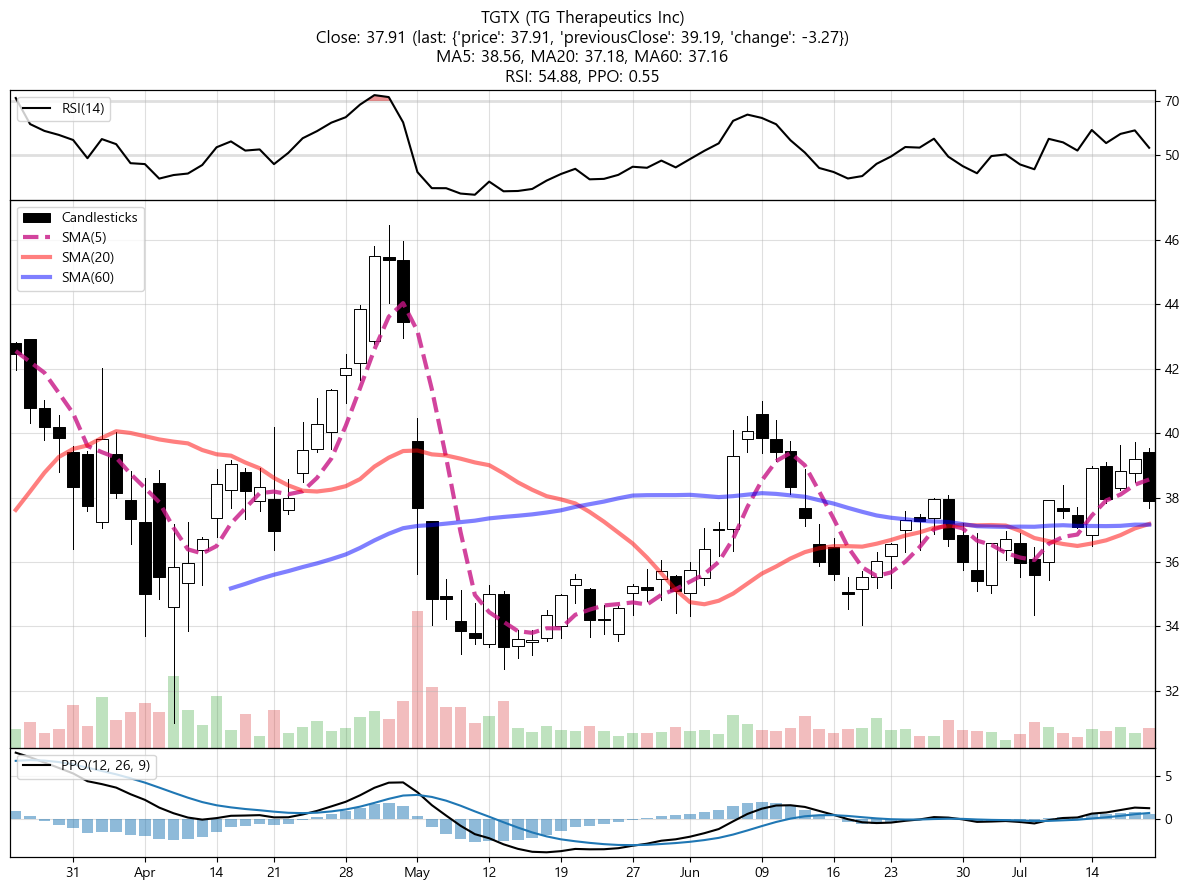 TGTX (TG Therapeutics Inc)
Close: 37.91 (last: {'price': 37.91, 'previousClose': 39.19, 'change': -3.27})
MA5: 38.56, MA20: 37.18, MA60: 37.16
RSI: 54.88, PPO: 0.55
RSI(14)
70
50
Candlesticks
SMA(5)
SMA(20)
SMA(60)
46
44
42
40
38
36
34
32
PPO(12, 26, 9)
5
0
31 Apr 14 21 28 May 12 19 27 Jun 09 16 23 30 Jul 14